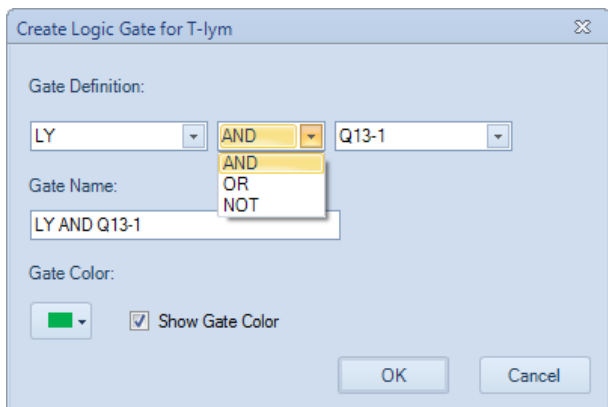 Create Logic Gate for T-lym
Gate Definition:
LY AND Q13-1
AND
OR
NOT
Gate Name:
LY AND Q13-1
Gate Color:
Show Gate Color
OK Cancel